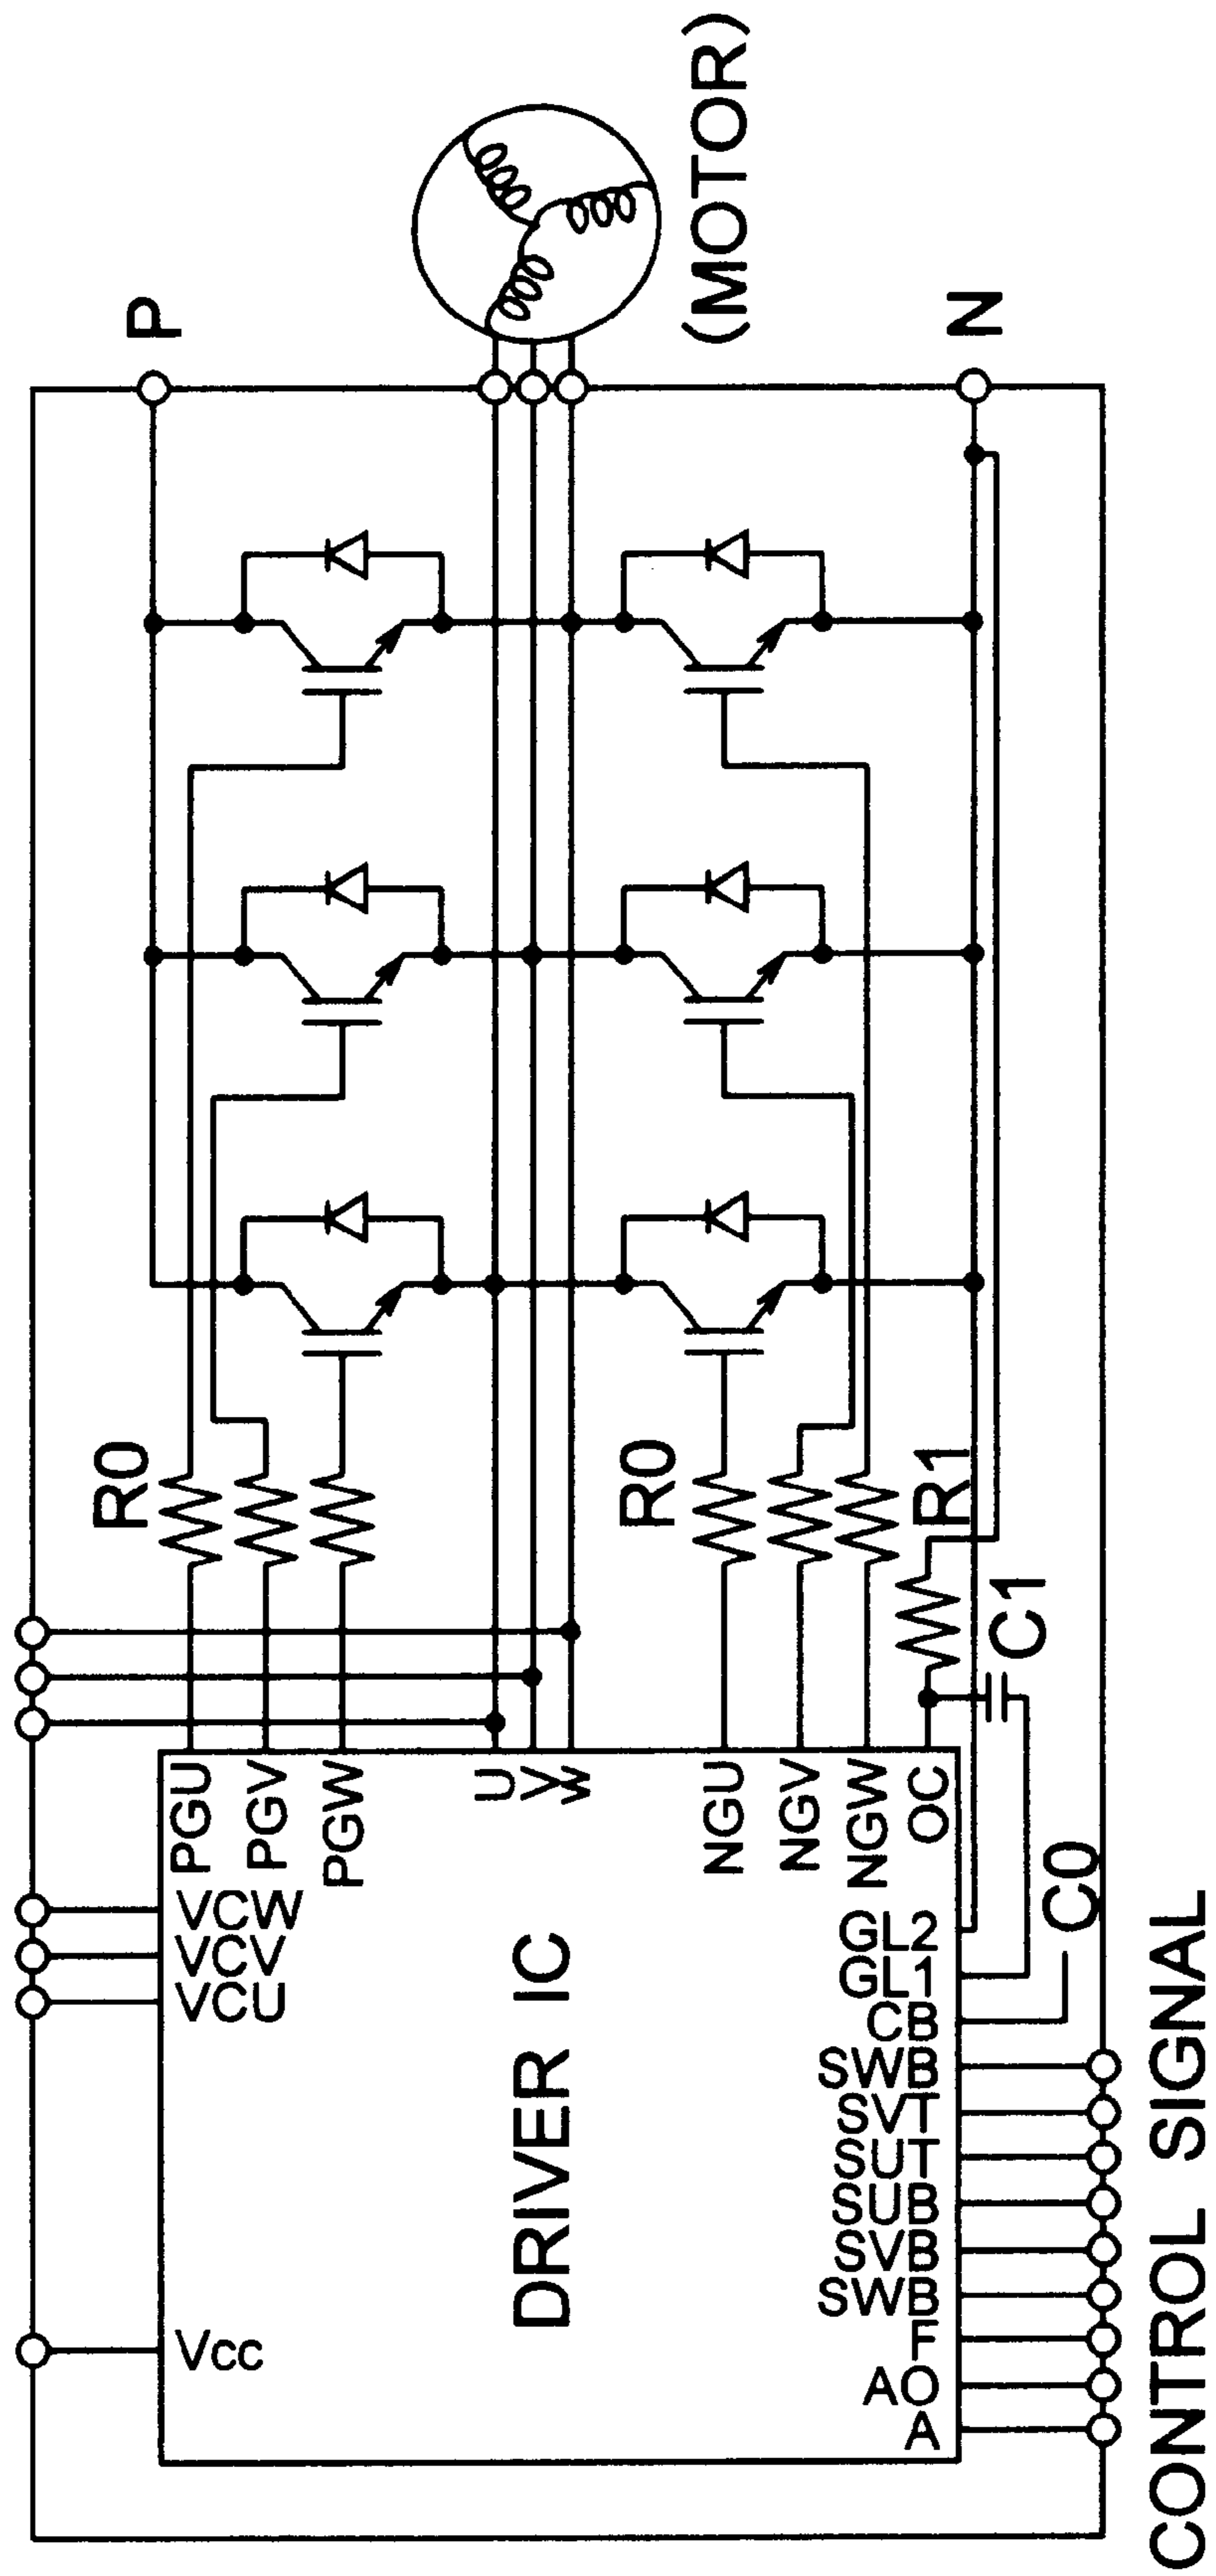 P
(MOTOR)
N
R0
R0
R1
C1
C0
PGU
PGV
PGW
U
V
W
NGU
NGV
NGW
OC
VCW
VCV
VCU
Vcc
DRIVER IC
GL2
GL1
CB
SWB
SVT
SUT
SUB
SVB
SWB
F
AO
A
CONTROL SIGNAL